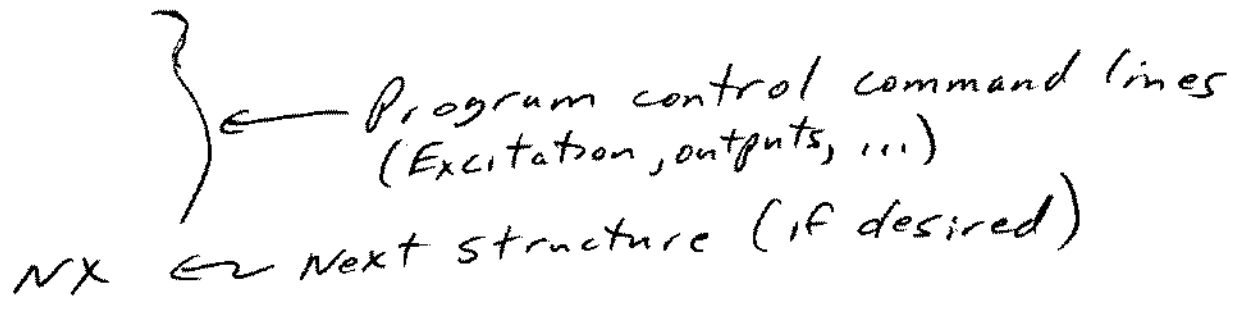 Program control command lines
(Excitation, outputs, ...)
NX ← Next structure (if desired)